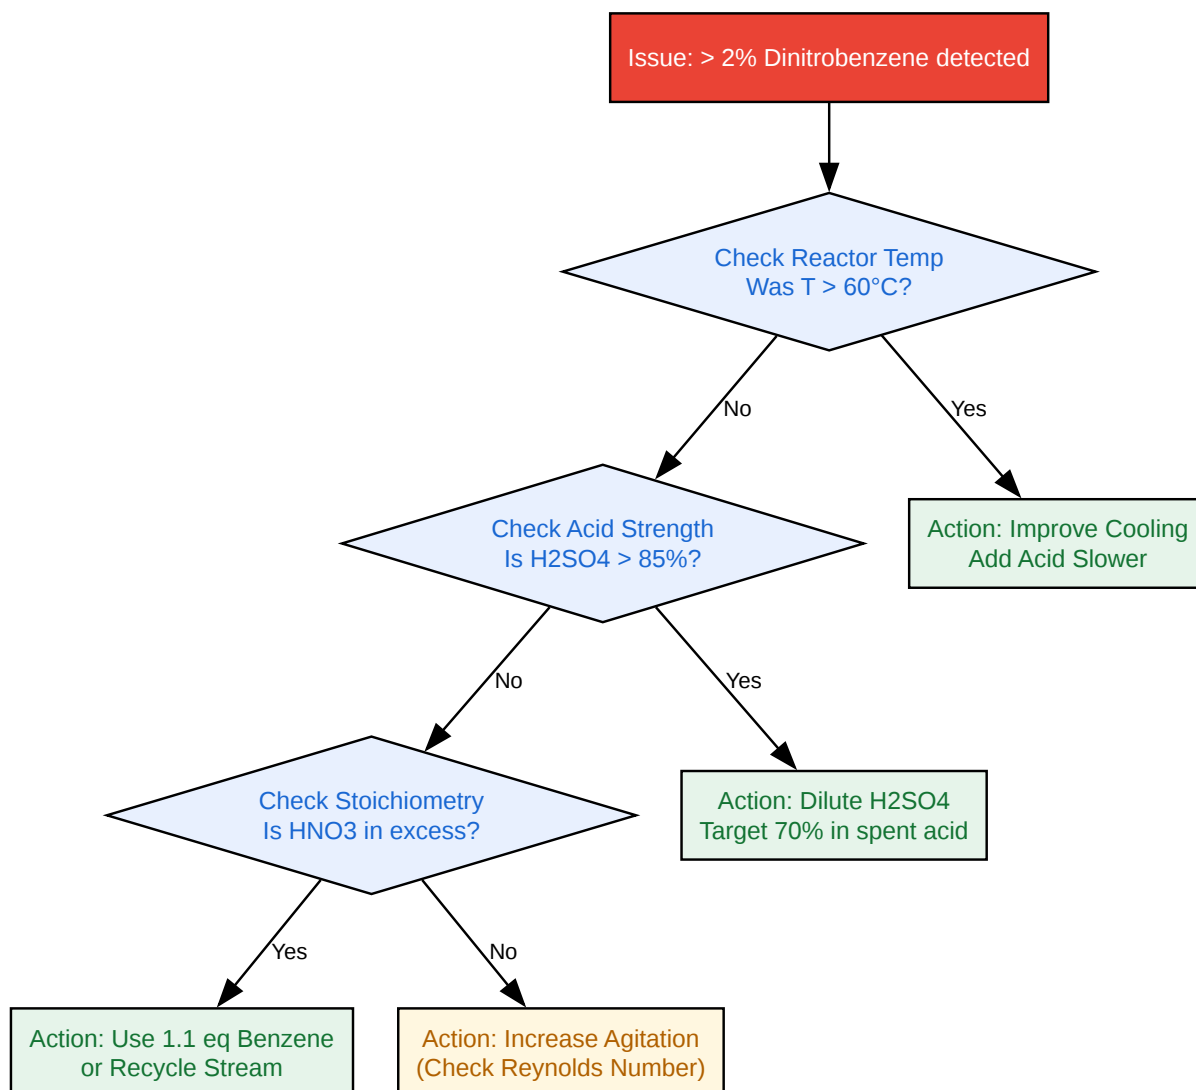 Issue: > 2% Dinitrobenzene detected
Check Reactor Temp
Was T > 60°C?
No
Yes
Check Acid Strength
Is H2SO4 > 85%?
Action: Improve Cooling
Add Acid Slower
No
Yes
Check Stoichiometry
Is HNO3 in excess?
Action: Dilute H2SO4
Target 70% in spent acid
Yes
No
Action: Use 1.1 eq Benzene
or Recycle Stream
Action: Increase Agitation
(Check Reynolds Number)